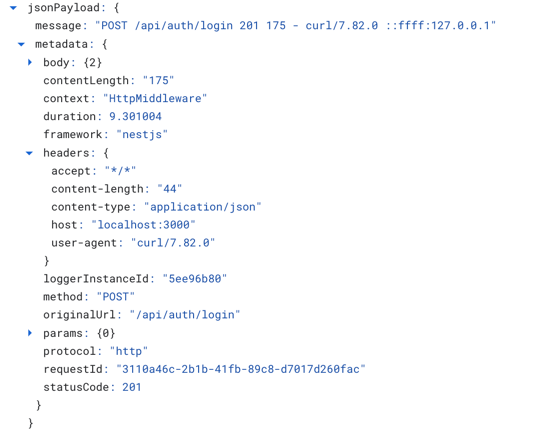 jsonPayload: {
message: "POST /api/auth/login 201 175 - curl/7.82.0 ::ffff:127.0.0.1"
metadata: {
body: {2}
contentLength: "175"
context: "HttpMiddleware"
duration: 9.301004
framework: "nestjs"
headers: {
accept: "*/*"
content-length: "44"
content-type: "application/json"
host: "localhost:3000"
user-agent: "curl/7.82.0"
}
loggerInstanceId: "5ee96b80"
method: "POST"
originalUrl: "/api/auth/login"
params: {0}
protocol: "http"
requestId: "3110a46c-2b1b-41fb-89c8-d7017d260fac"
statusCode: 201
}
}